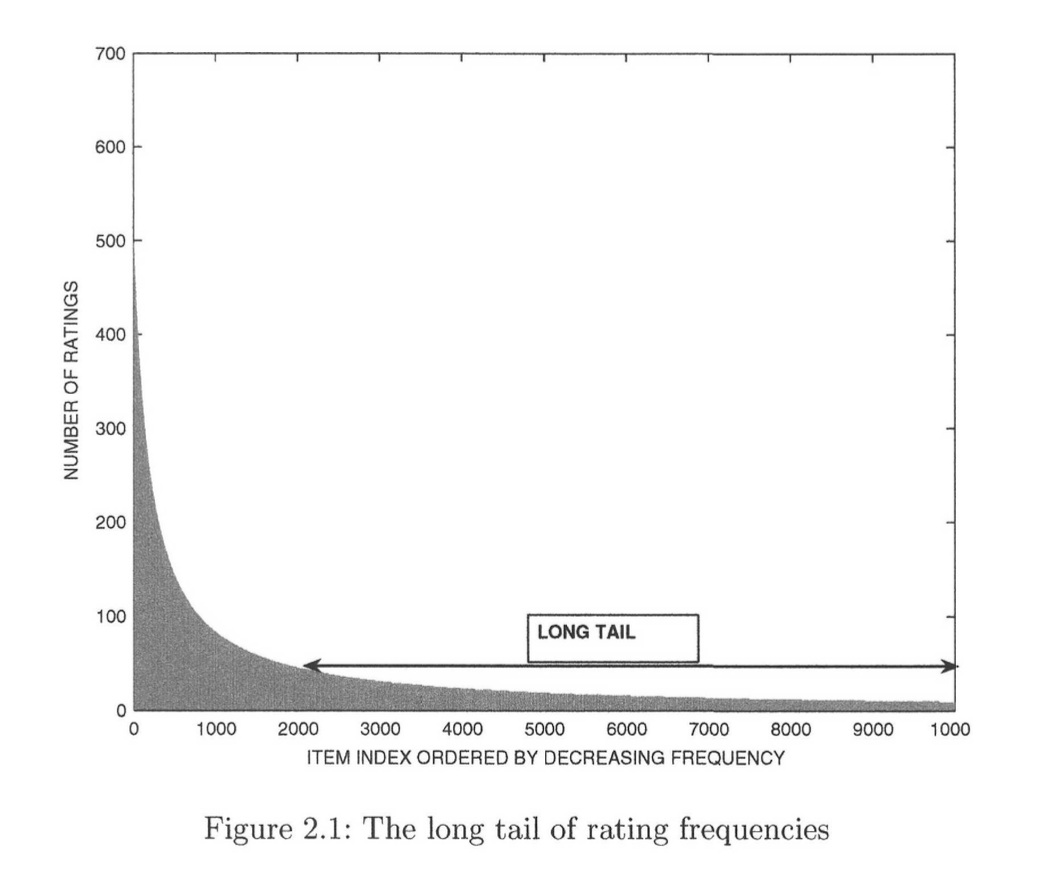 700
600
500
400
300
200
100
0
NUMBER OF RATINGS
LONG TAIL
0 1000 2000 3000 4000 5000 6000 7000 8000 9000 1000
ITEM INDEX ORDERED BY DECREASING FREQUENCY
Figure 2.1: The long tail of rating frequencies